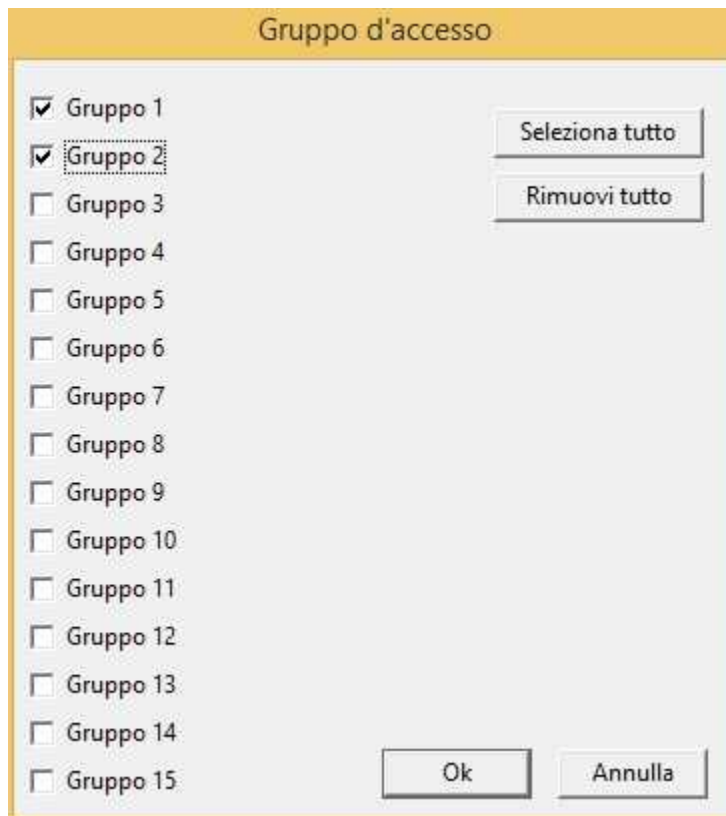 Gruppo d'accesso
Gruppo 1
Seleziona tutto
Gruppo 2
Rimuovi tutto
Gruppo 3
Gruppo 4
Gruppo 5
Gruppo 6
Gruppo 7
Gruppo 8
Gruppo 9
Gruppo 10
Gruppo 11
Gruppo 12
Gruppo 13
Gruppo 14
Gruppo 15
Ok
Annulla